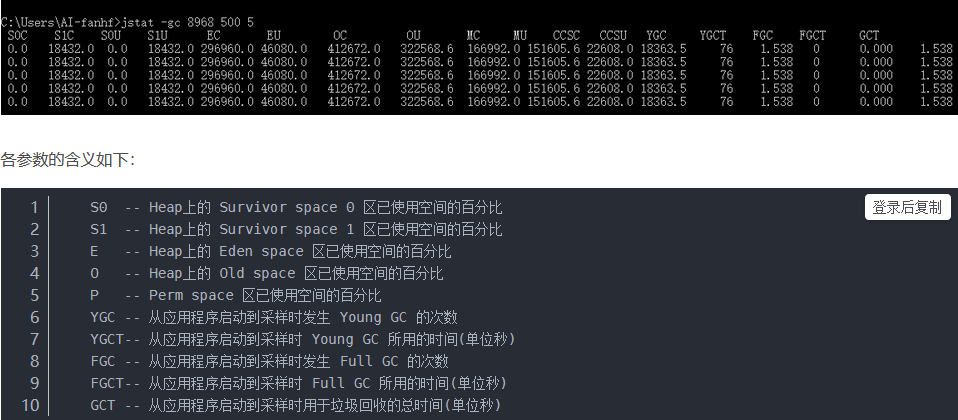 C:\Users\AI-fanhf>jstat -gc 8968 500 5
S0C S1C S0U S1U EC EU OC OU MC MU CCSC CCSU YGC YGCT FGC FGCT GCT
0.0 18432.0 0.0 18432.0 296960.0 46080.0 412672.0 322568.6 166992.0 151605.6 22608.0 18363.5 76 1.538 0 0.000 1.538
0.0 18432.0 0.0 18432.0 296960.0 46080.0 412672.0 322568.6 166992.0 151605.6 22608.0 18363.5 76 1.538 0 0.000 1.538
0.0 18432.0 0.0 18432.0 296960.0 46080.0 412672.0 322568.6 166992.0 151605.6 22608.0 18363.5 76 1.538 0 0.000 1.538
0.0 18432.0 0.0 18432.0 296960.0 46080.0 412672.0 322568.6 166992.0 151605.6 22608.0 18363.5 76 1.538 0 0.000 1.538
0.0 18432.0 0.0 18432.0 296960.0 46080.0 412672.0 322568.6 166992.0 151605.6 22608.0 18363.5 76 1.538 0 0.000 1.538
各参数的含义如下：
登录后复制
1 S0 -- Heap上的 Survivor space 0 区已使用空间的百分比
2 S1 -- Heap上的 Survivor space 1 区已使用空间的百分比
3 E -- Heap上的 Eden space 区已使用空间的百分比
4 O -- Heap上的 Old space 区已使用空间的百分比
5 P -- Perm space 区已使用空间的百分比
6 YGC -- 从应用程序启动到采样时发生 Young GC 的次数
7 YGCT-- 从应用程序启动到采样时 Young GC 所用的时间(单位秒)
8 FGC -- 从应用程序启动到采样时发生 Full GC 的次数
9 FGCT-- 从应用程序启动到采样时 Full GC 所用的时间(单位秒)
10 GCT -- 从应用程序启动到采样时用于垃圾回收的总时间(单位秒)